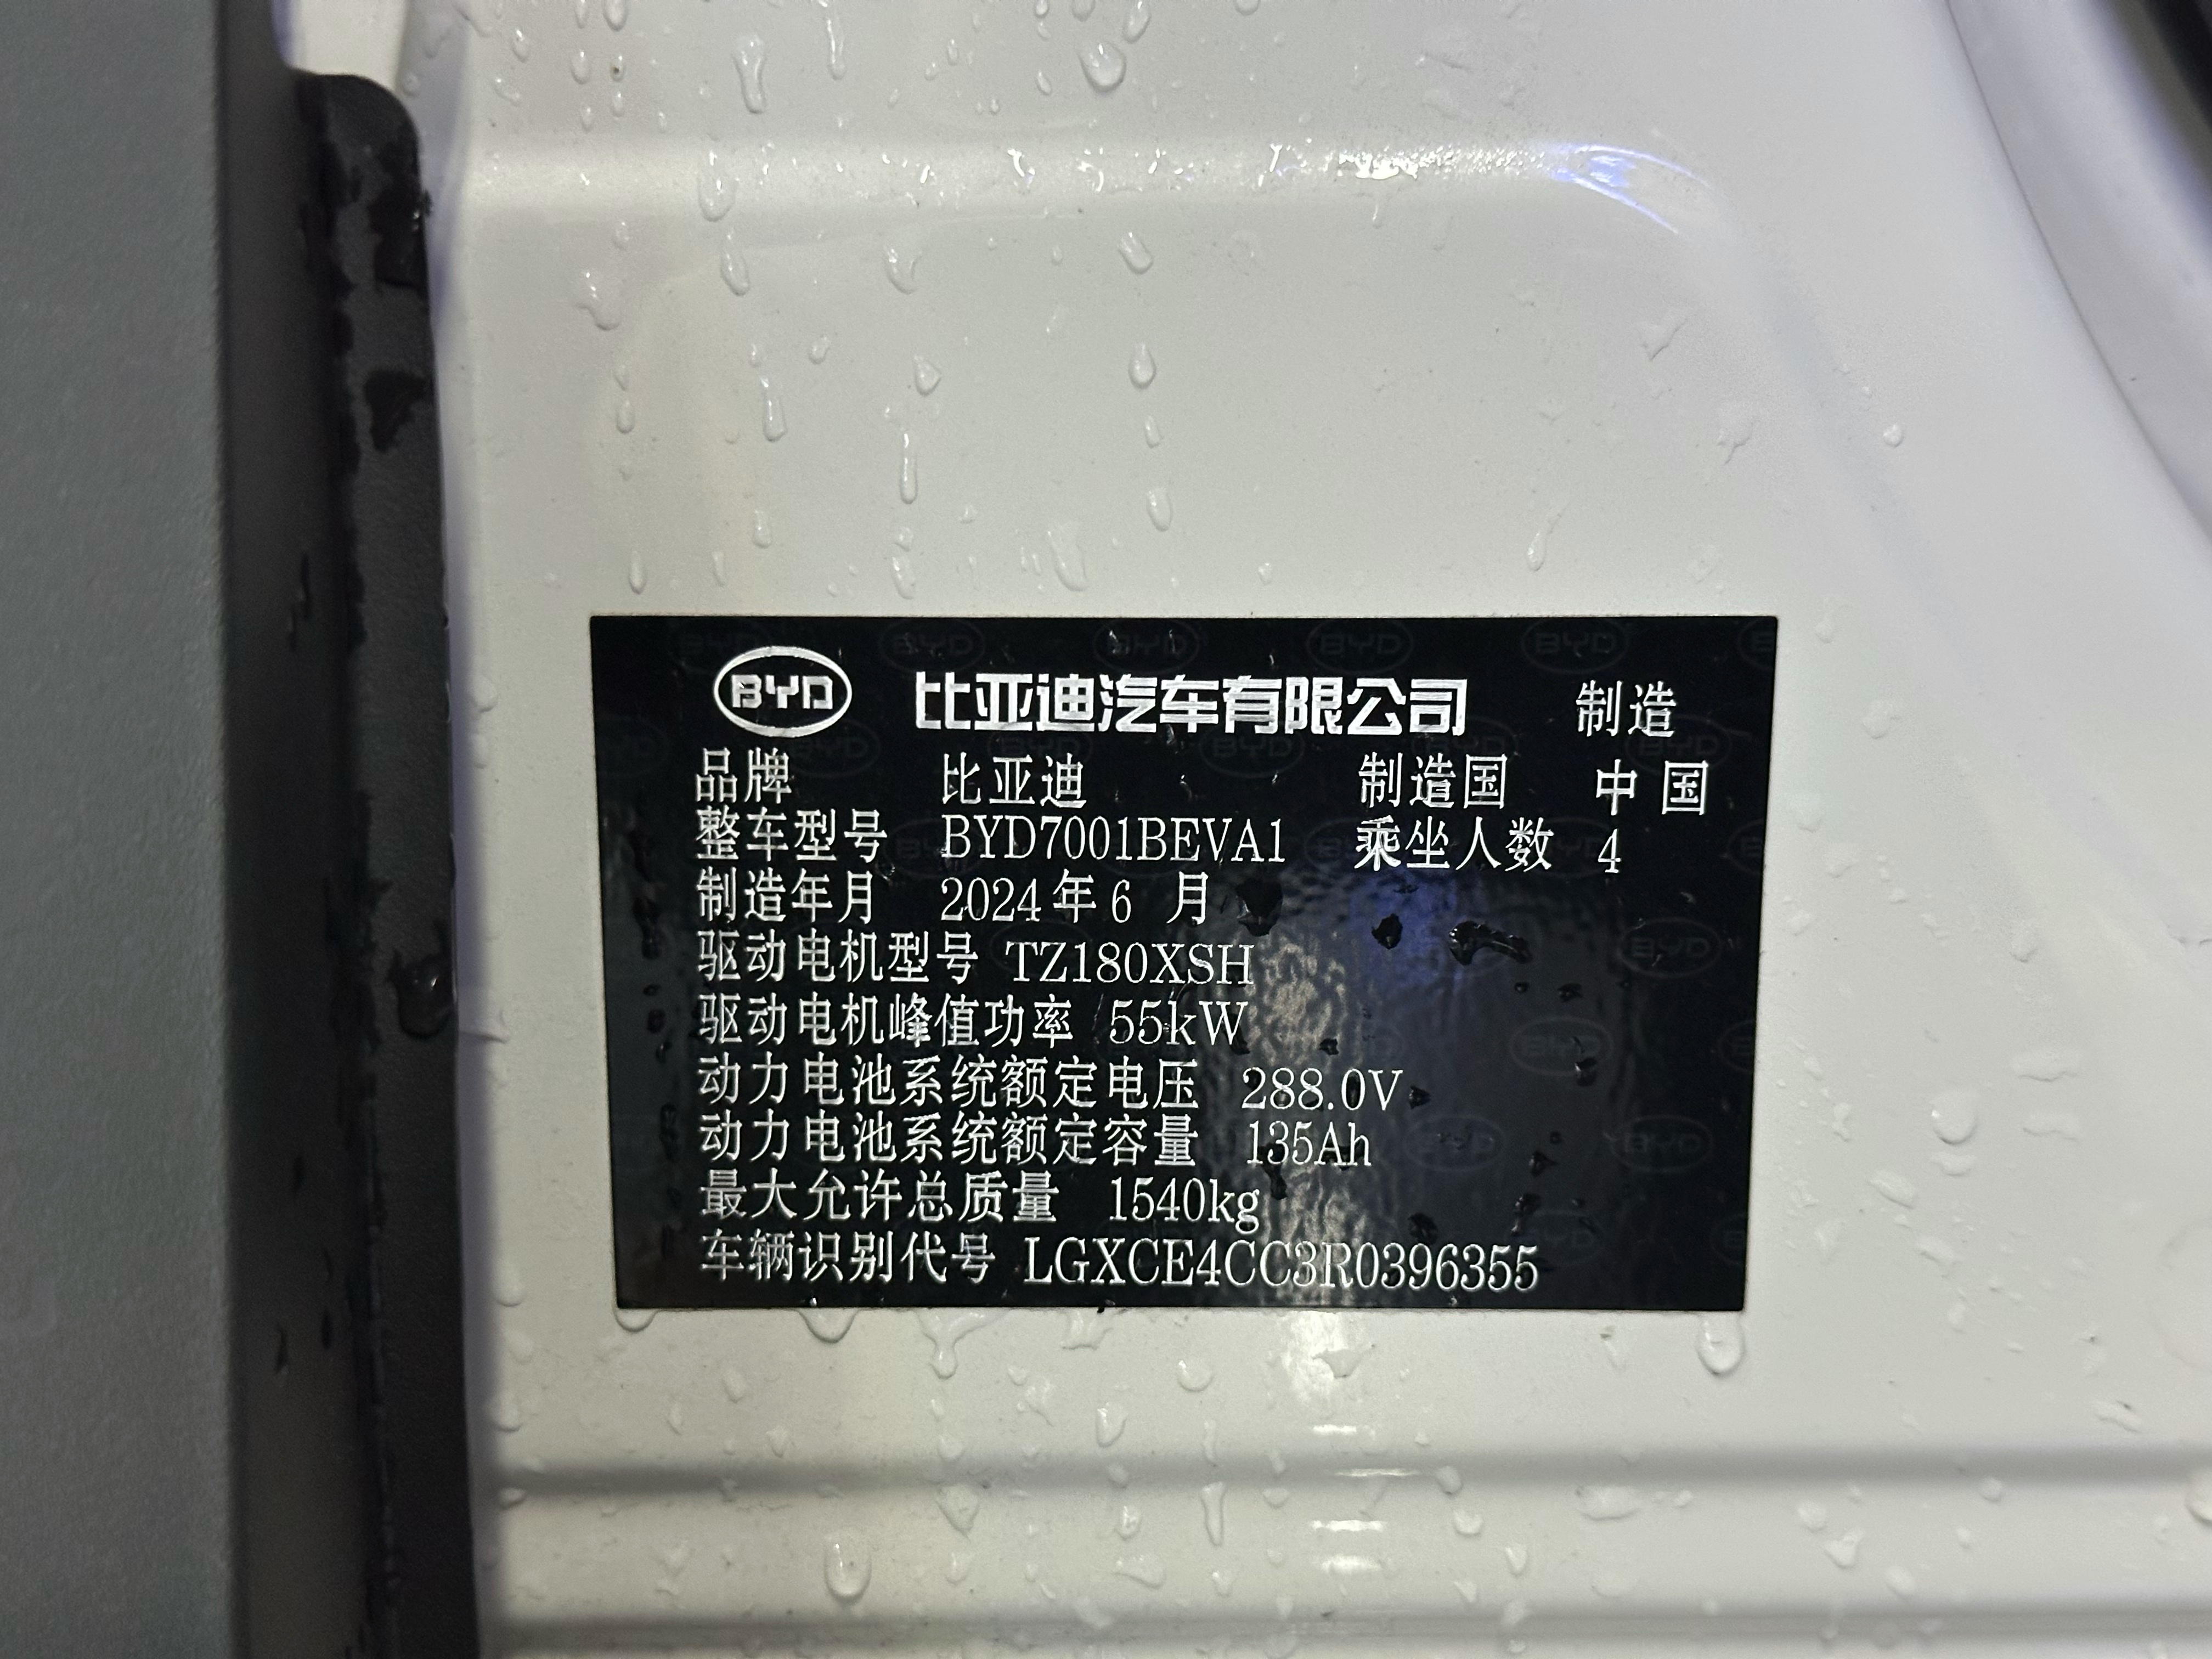 BYD 比亚迪汽车有限公司 制造
品牌 比亚迪 制造国 中国
整车型号 BYD7001BEVA1 乘坐人数 4
制造年月 2024年6月
驱动电机型号 TZ180XSH
驱动电机峰值功率 55kW
动力电池系统额定电压 288.0V
动力电池系统额定容量 135Ah
最大允许总质量 1540kg
车辆识别代号 LGXCE4CC3R0396355